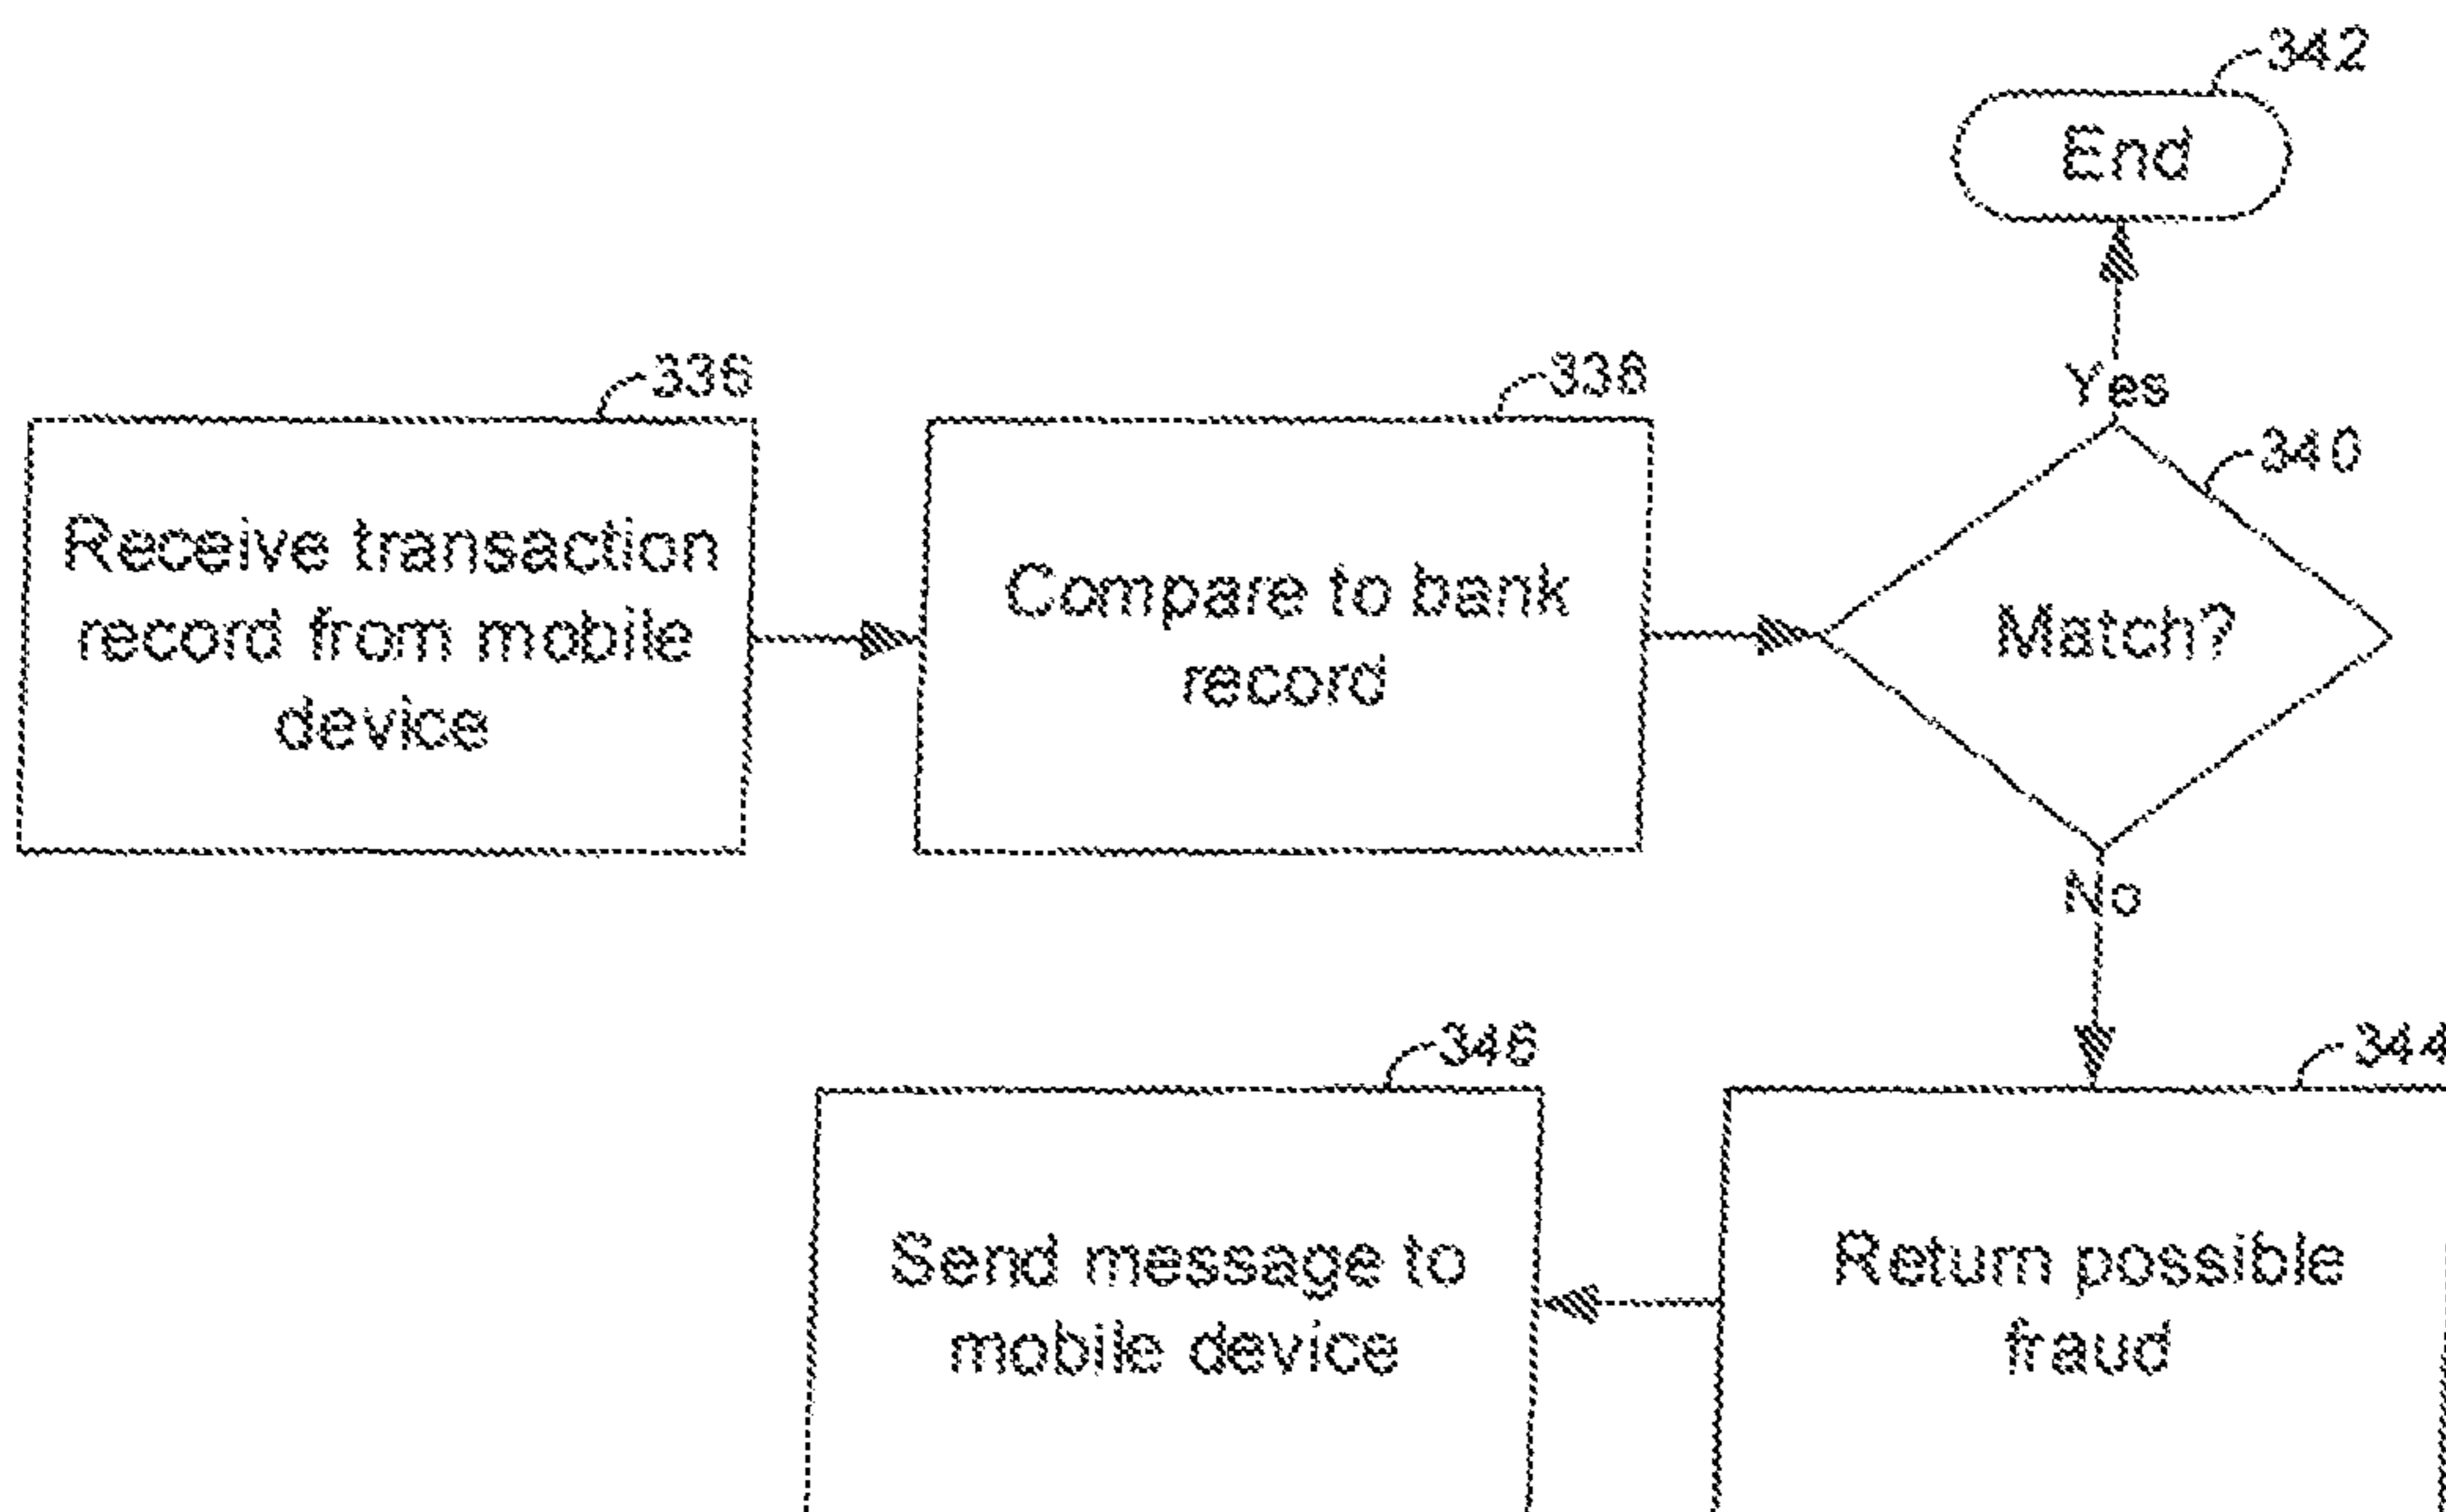 342
End
Yes
336
338
340
Receive transaction
record from mobile
device
Compare to bank
record
Match?
No
346
344
Send message to
mobile device
Return possible
fraud